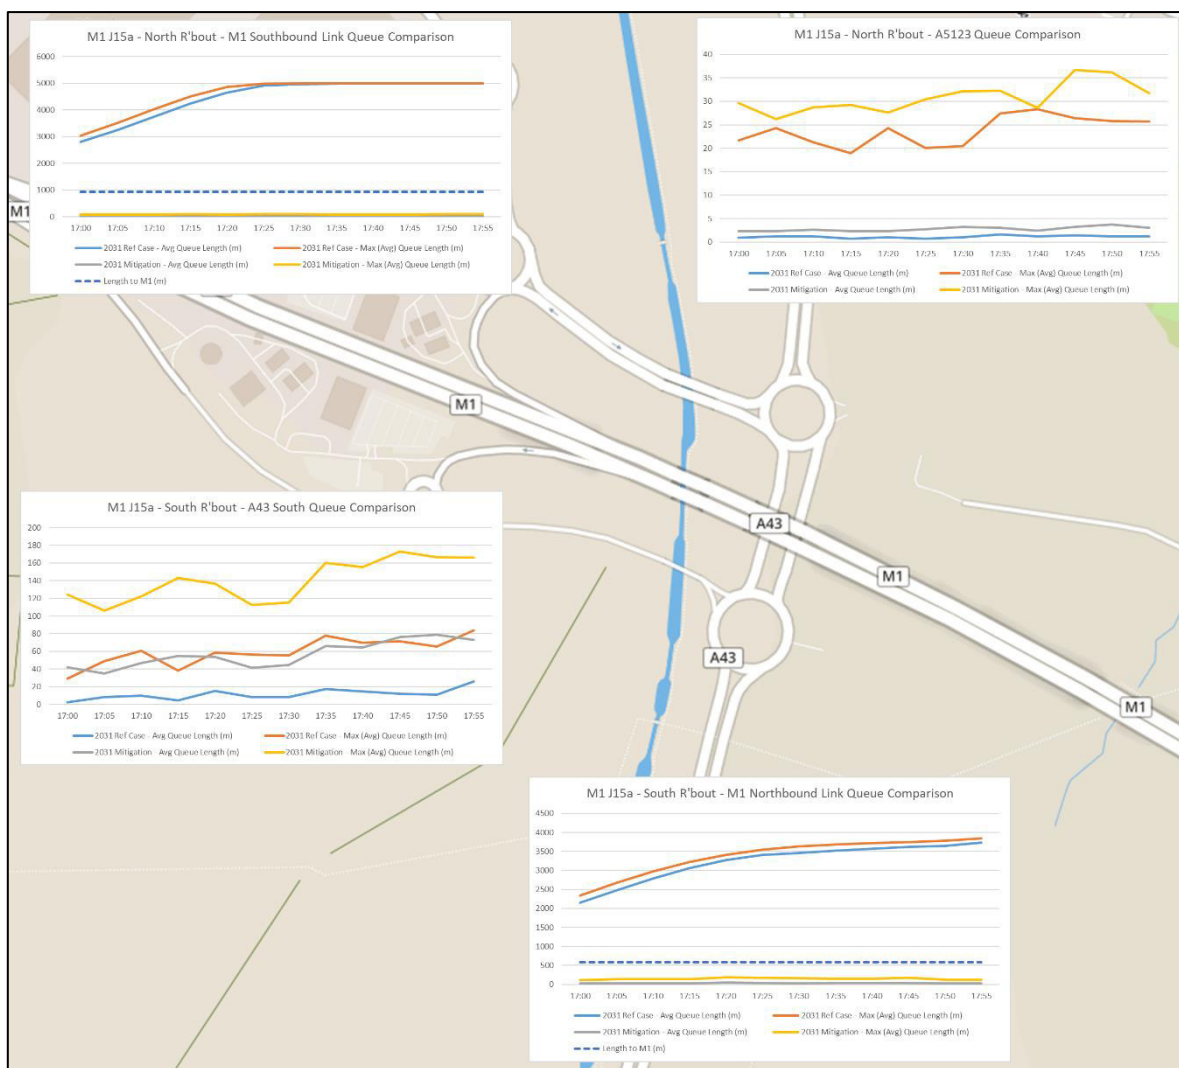 M1 J15a - North R'bout - M1 Southbound Link Queue Comparison
6000
5000
4000
3000
2000
1000
0
17:00 17:05 17:10 17:15 17:20 17:25 17:30 17:35 17:40 17:45 17:50 17:55
2031 Ref Case - Avg Queue Length (m) 2031 Ref Case - Max (Avg) Queue Length (m)
2031 Mitigation - Avg Queue Length (m) 2031 Mitigation - Max (Avg) Queue Length (m)
Length to M1 (m)
M1 J15a - North R'bout - A5123 Queue Comparison
40
35
30
25
20
15
10
5
0
17:00 17:05 17:10 17:15 17:20 17:25 17:30 17:35 17:40 17:45 17:50 17:55
2031 Ref Case - Avg Queue Length (m) 2031 Ref Case - Max (Avg) Queue Length (m)
2031 Mitigation - Avg Queue Length (m) 2031 Mitigation - Max (Avg) Queue Length (m)
M1
M1
A43
M1
A43
M1
M1 J15a - South R'bout - A43 South Queue Comparison
200
180
160
140
120
100
80
60
40
20
0
17:00 17:05 17:10 17:15 17:20 17:25 17:30 17:35 17:40 17:45 17:50 17:55
2031 Ref Case - Avg Queue Length (m) 2031 Ref Case - Max (Avg) Queue Length (m)
2031 Mitigation - Avg Queue Length (m) 2031 Mitigation - Max (Avg) Queue Length (m)
M1 J15a - South R'bout - M1 Northbound Link Queue Comparison
4500
4000
3500
3000
2500
2000
1500
1000
500
0
17:00 17:05 17:10 17:15 17:20 17:25 17:30 17:35 17:40 17:45 17:50 17:55
2031 Ref Case - Avg Queue Length (m) 2031 Ref Case - Max (Avg) Queue Length (m)
2031 Mitigation - Avg Queue Length (m) 2031 Mitigation - Max (Avg) Queue Length (m)
Length to M1 (m)